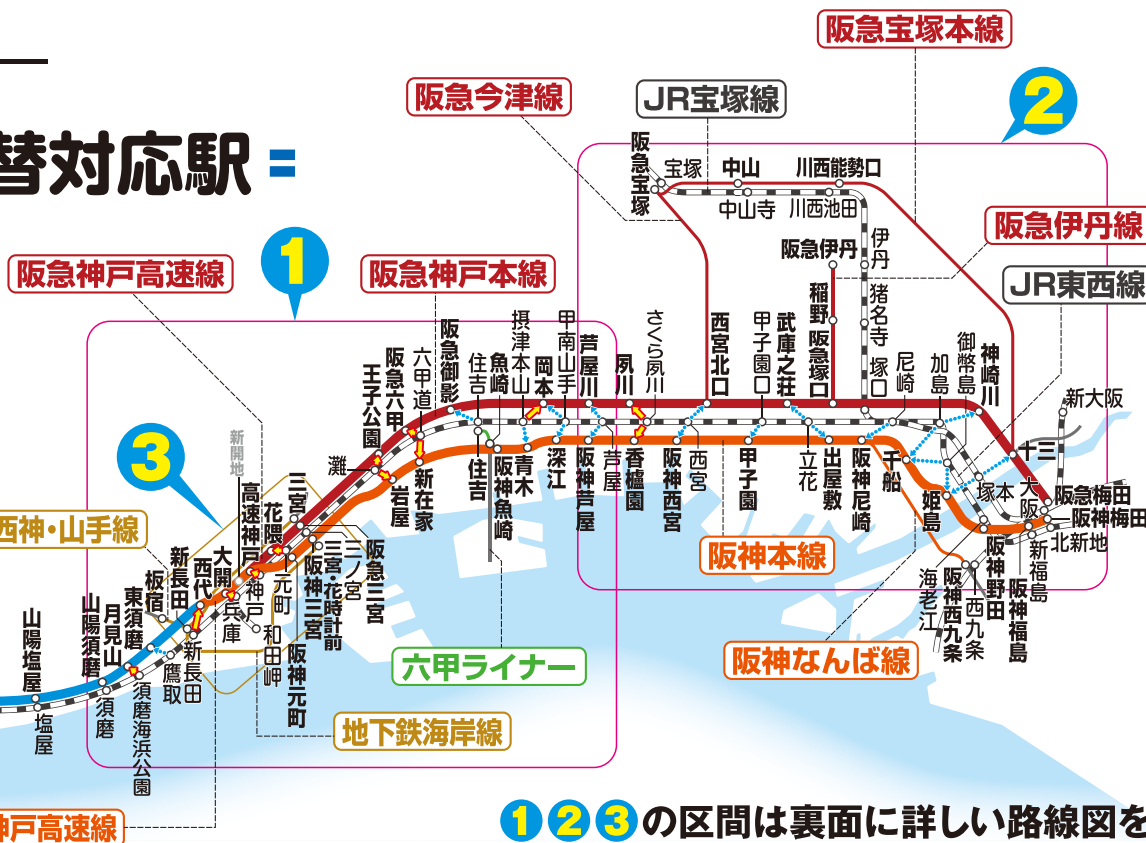 阪急宝塚本線
阪急今津線
JR宝塚線
2
替対応駅 =
阪急宝塚
宝塚
中山
川西能勢口
中山寺
川西池田
阪急伊丹線
阪急伊丹
伊丹
1
阪急神戸高速線
阪急神戸本線
JR東西線
稲野
猪名寺
阪急塚口
塚口
阪急御影
摂津本山
甲南山手
さくら夙川
西宮北口
甲子園口
武庫之荘
尼崎
加島
御幣島
神崎川
王子公園
阪急六甲
六甲道
住吉
魚崎
岡本
芦屋川
夙川
新大阪
3
新開地
灘
岩屋
新在家
住吉
阪神魚崎
青木
深江
阪神芦屋
芦屋
香櫨園
阪神西宮
西宮
甲子園
立花
出屋敷
阪神尼崎
千船
姫島
塚本
大阪
十三
阪急梅田
阪神梅田
北新地
西神・山手線
高速神戸
花隈
三宮
阪神本線
新福島
阪神福島
阪神野田
西九条
阪神西九条
海老江
板宿
新長田
西代
大開
兵庫
神戸
元町
阪神三宮
三宮・花時計前
三ノ宮
阪急三宮
和田岬
阪神元町
山陽塩屋
山陽須磨
月見山
東須磨
新長田
鷹取
塩屋
須磨
須磨海浜公園
六甲ライナー
阪神なんば線
地下鉄海岸線
神戸高速線
1 2 3 の区間は裏面に詳しい路線図を